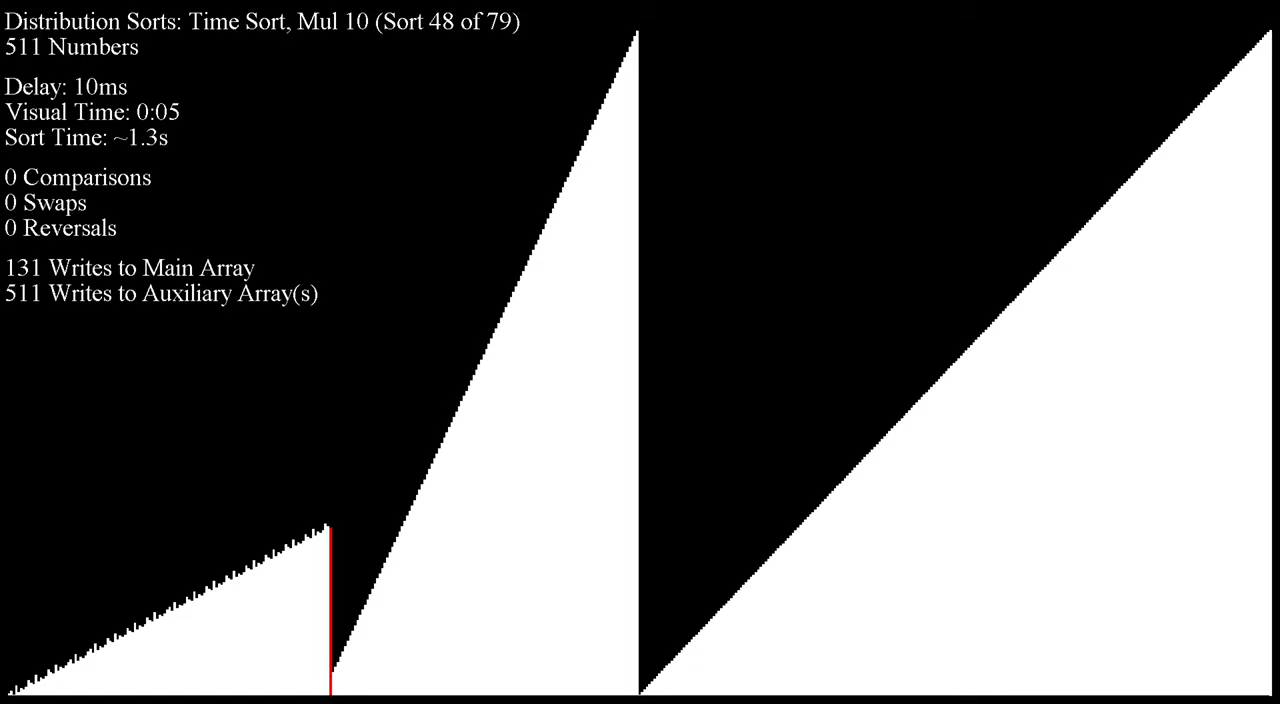 Distribution Sorts: Time Sort, Mul 10 (Sort 48 of 79)
511 Numbers
Delay: 10ms
Visual Time: 0:05
Sort Time: ~1.3s
0 Comparisons
0 Swaps
0 Reversals
131 Writes to Main Array
511 Writes to Auxiliary Array(s)